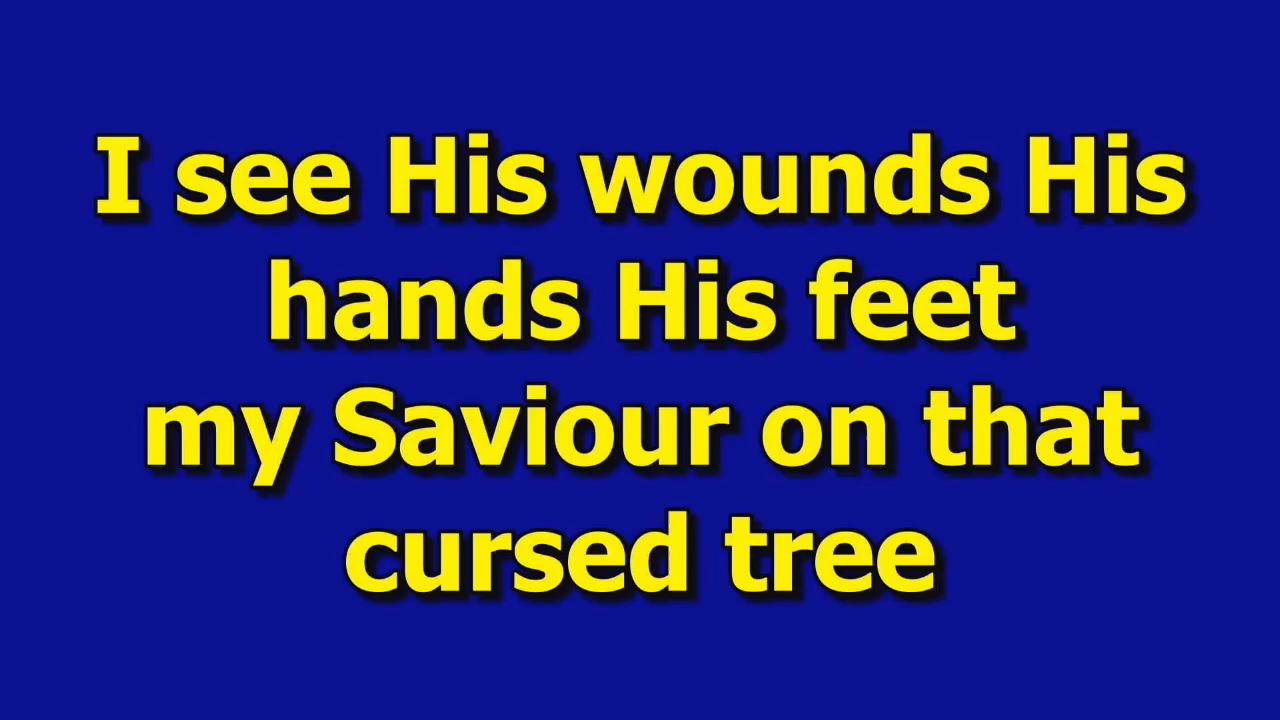 I see His wounds His
hands His feet
my Saviour on that
cursed tree